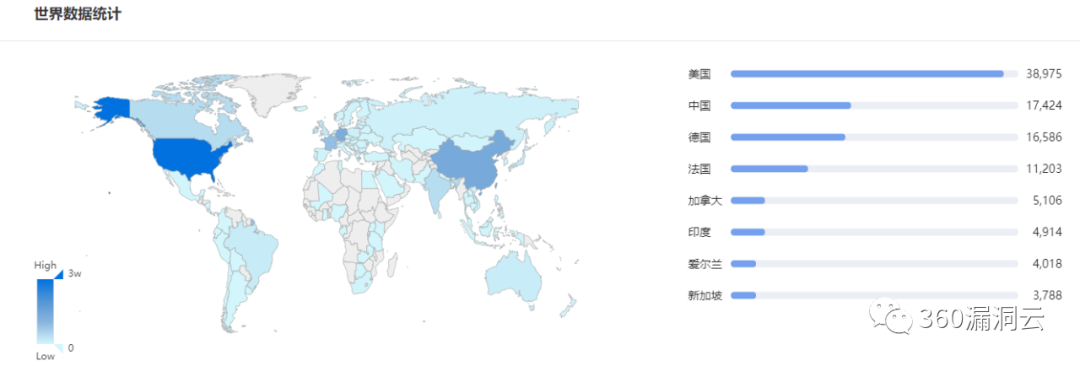 世界数据统计
美国 38,975
中国 17,424
德国 16,586
法国 11,203
加拿大 5,106
印度 4,914
爱尔兰 4,018
新加坡 3,788
High
3w
0
Low
360漏洞云